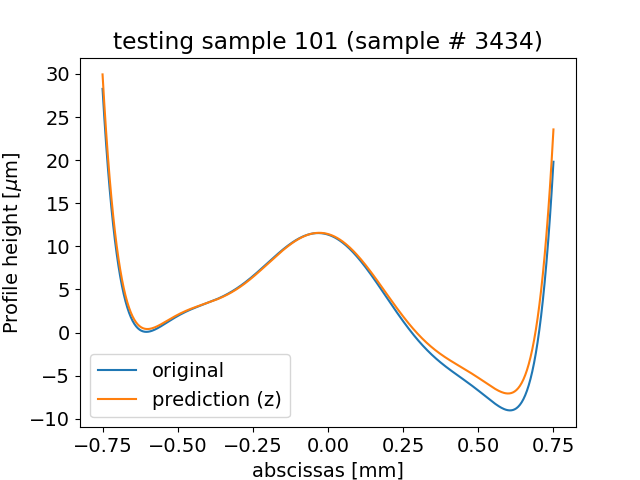 testing sample 101 (sample # 3434)
Profile height [μm]
30
25
20
15
10
5
0
−5
−10
original
prediction (z)
−0.75 −0.50 −0.25 0.00 0.25 0.50 0.75
abscissas [mm]